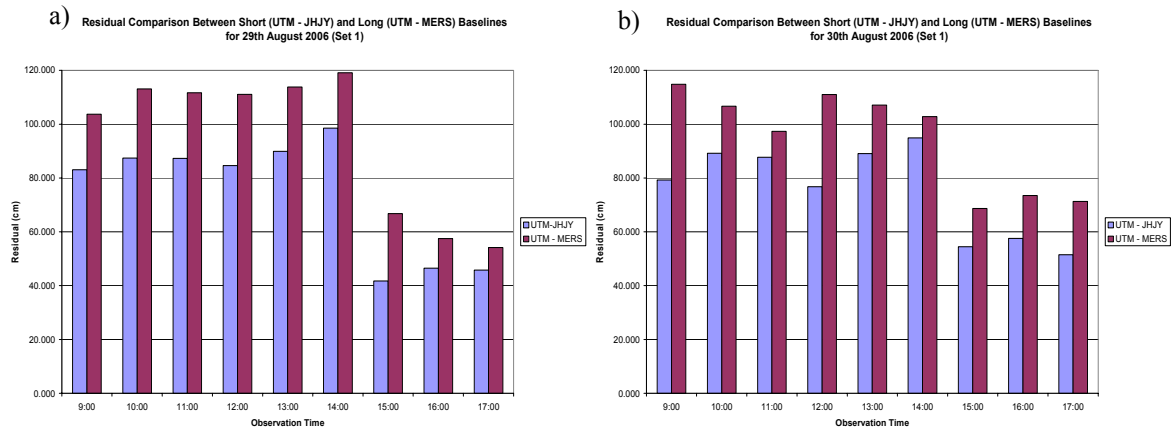 a)
Residual Comparison Between Short (UTM - JHJY) and Long (UTM - MERS) Baselines
for 29th August 2006 (Set 1)
120.000
100.000
80.000
60.000
40.000
20.000
0.000
Residual (cm)
9:00 10:00 11:00 12:00 13:00 14:00 15:00 16:00 17:00
Observation Time
UTM-JHJY
UTM - MERS
b)
Residual Comparison Between Short (UTM - JHJY) and Long (UTM - MERS) Baselines
for 30th August 2006 (Set 1)
120.000
100.000
80.000
60.000
40.000
20.000
0.000
Residual (cm)
9:00 10:00 11:00 12:00 13:00 14:00 15:00 16:00 17:00
Observation Time
UTM - JHJY
UTM - MERS